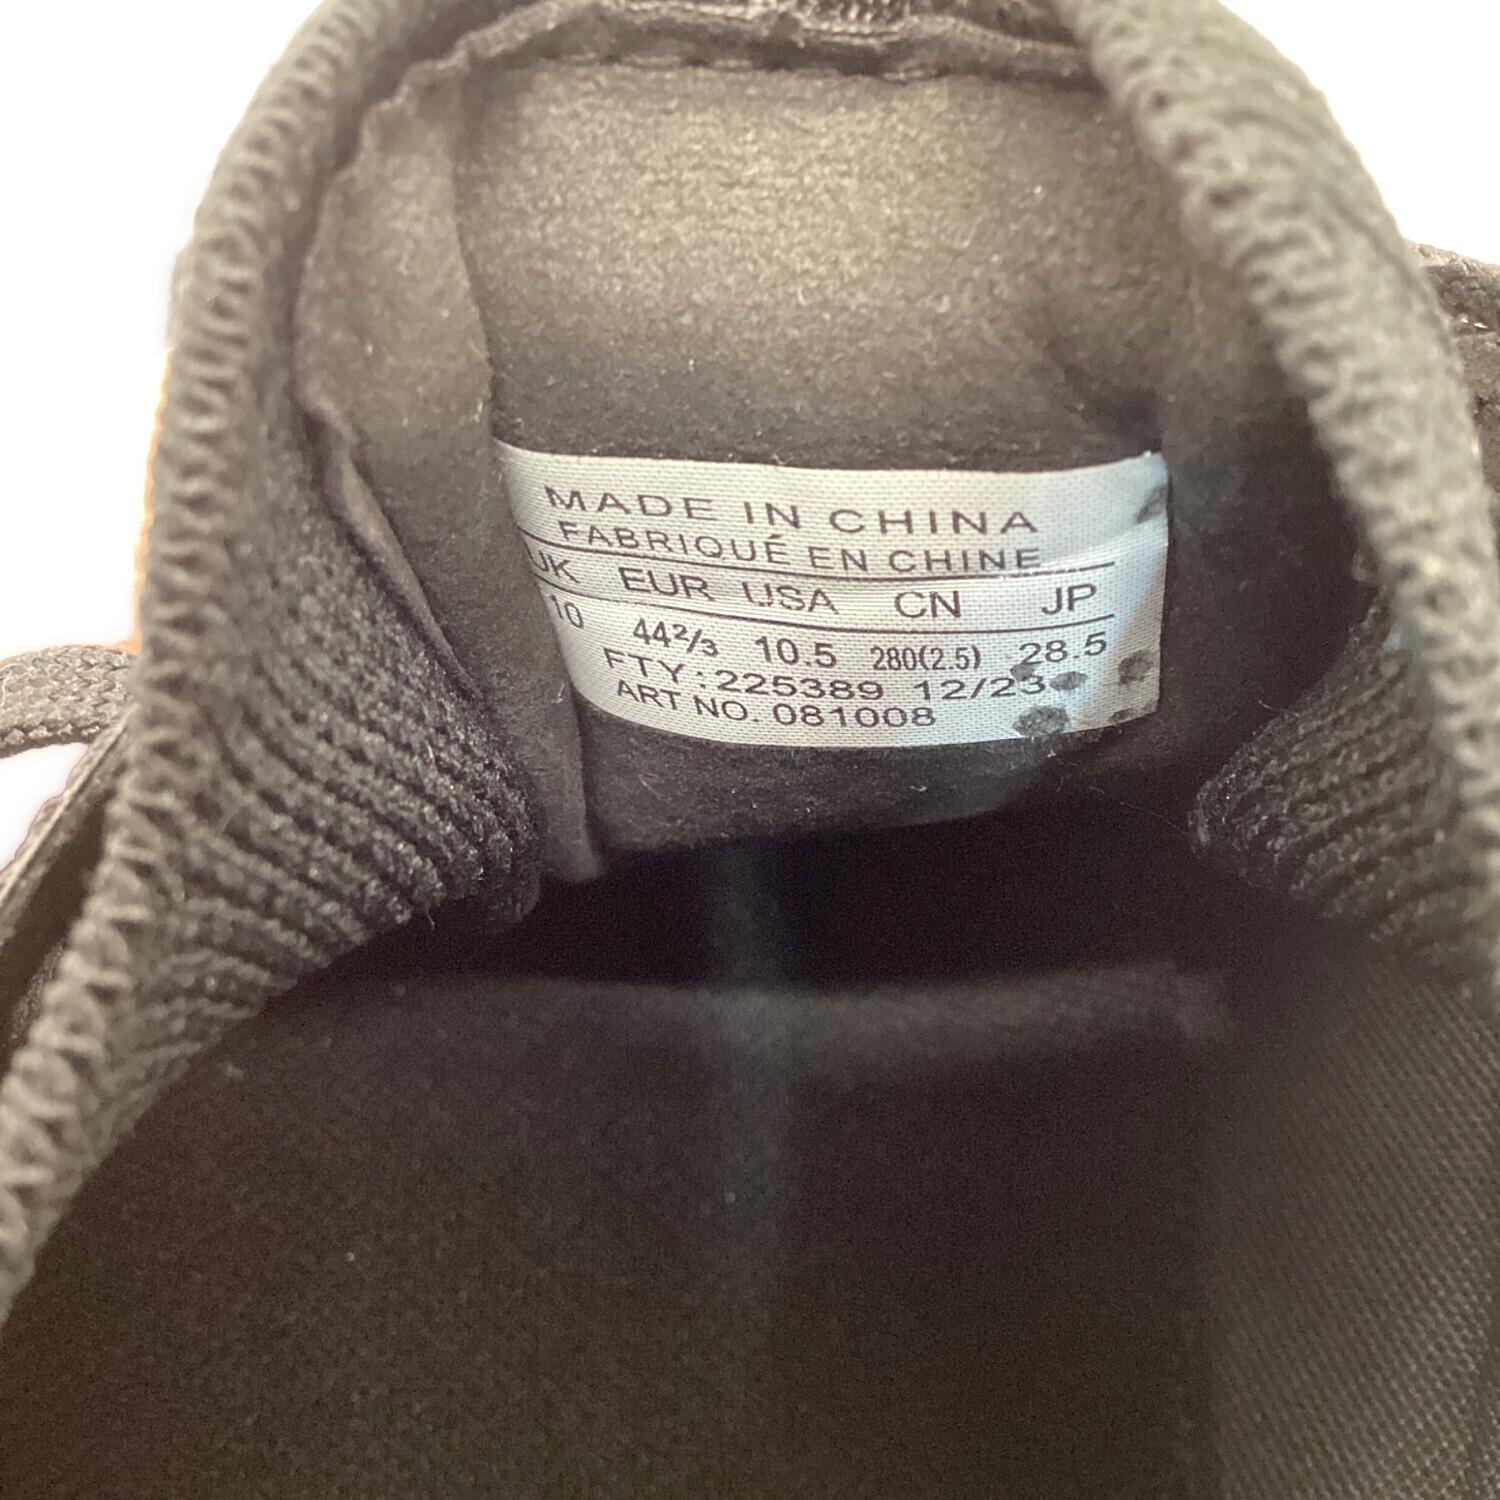 MADE IN CHINA
FABRIQUÉ EN CHINE
UK EUR USA CN JP
10 44⅔ 10.5 280(2.5) 28.5
FTY: 225389 12/23
ART NO. 081008